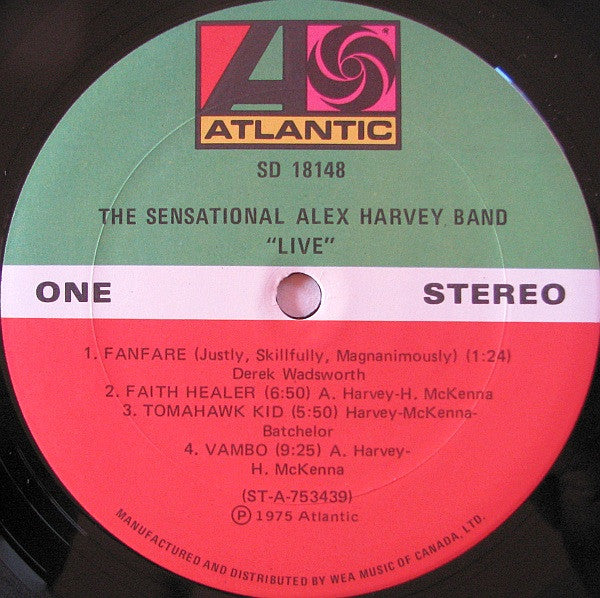 ATLANTIC
SD 18148
THE SENSATIONAL ALEX HARVEY BAND
"LIVE"
ONE
STEREO
1. FANFARE (Justly, Skillfully, Magnanimously) (1:24)
Derek Wadsworth
2. FAITH HEALER (6:50) A. Harvey-H. McKenna
3. TOMAHAWK KID (5:50) Harvey-McKenna-
Batchelor
4. VAMBO (9:25) A. Harvey-
H. McKenna
(ST-A-753439)
Ⓟ 1975 Atlantic
MANUFACTURED AND DISTRIBUTED BY WEA MUSIC OF CANADA, LTD.